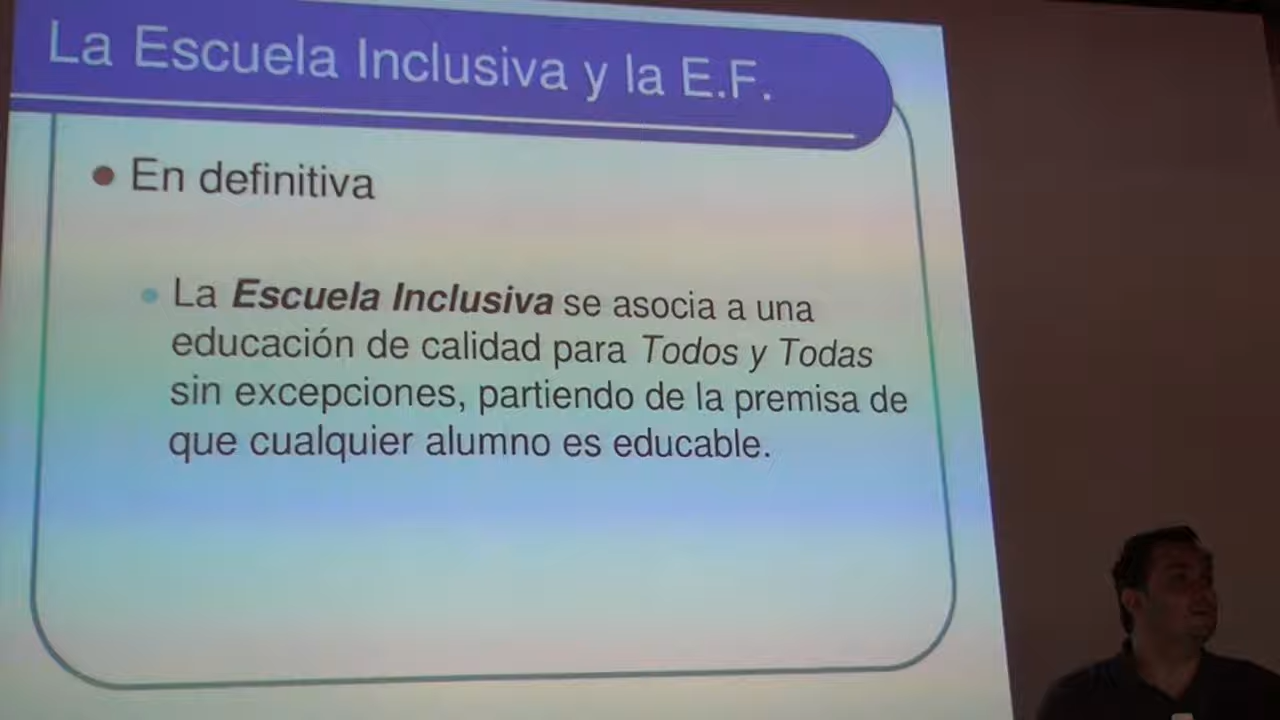 La Escuela Inclusiva y la E.F.
En definitiva
La Escuela Inclusiva se asocia a una
educación de calidad para Todos y Todas
sin excepciones, partiendo de la premisa de
que cualquier alumno es educable.